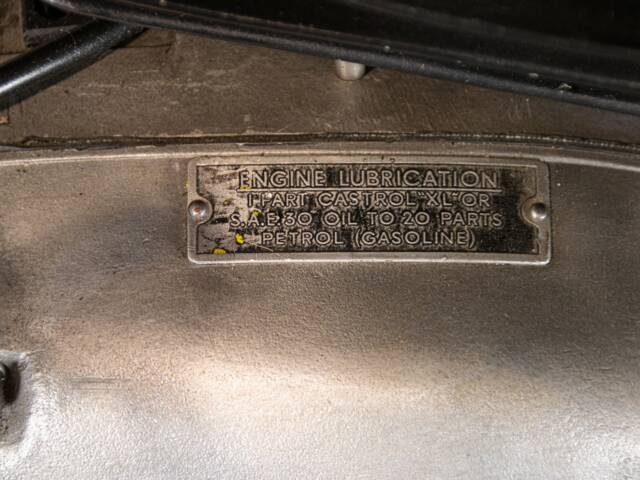 ENGINE LUBRICATION
1 PART CASTROL XL OR
S.A.E. 30 OIL TO 20 PARTS
PETROL (GASOLINE)